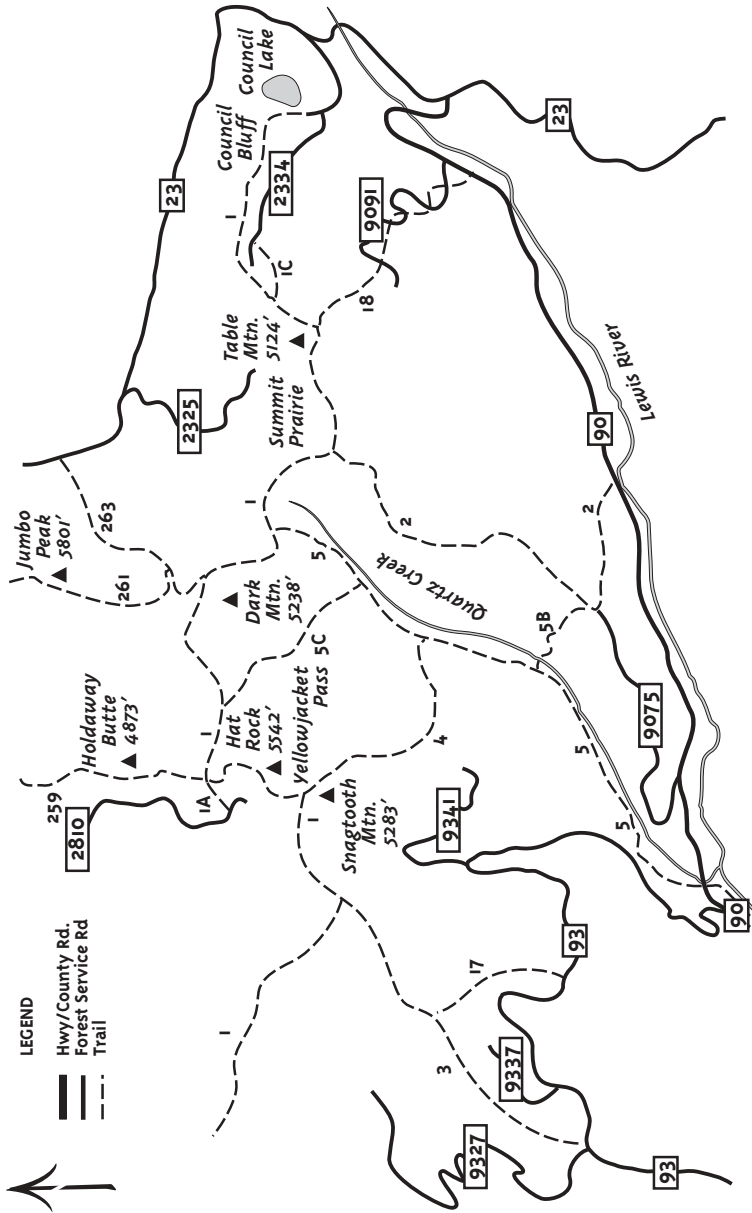 LEGEND
Hwy/County Rd.
Forest Service Rd
Trail
259
2810
Holdaway
Butte
4873'
Jumbo
Peak
5801'
261
263
23
2325
Council
Lake
Council
Bluff
1
2334
1C
Table
Mtn.
5124'
Summit
Prairie
18
9091
23
1
1A
Hat
Rock
5542'
Yellowjacket
Pass
Dark
Mtn.
5238'
5C
5
1
2
Quartz Creek
1
Snagtooth
Mtn.
5283'
4
1
3
17
9341
93
9337
9327
93
5
5
5B
2
9075
90
90
Lewis River